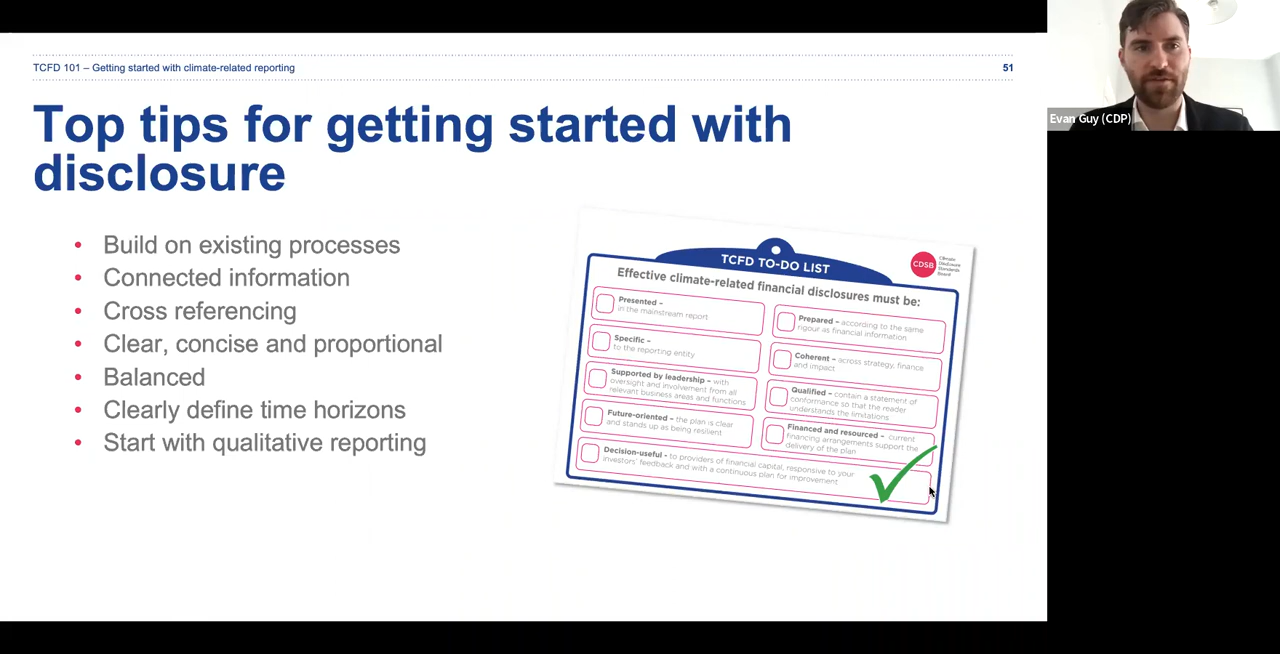 TCFD 101 – Getting started with climate-related reporting
51
Top tips for getting started with
disclosure
• Build on existing processes
• Connected information
• Cross referencing
• Clear, concise and proportional
• Balanced
• Clearly define time horizons
• Start with qualitative reporting
TCFD TO-DO LIST
CDSB
Climate
Disclosure
Standards
Board
Effective climate-related financial disclosures must be:
Presented –
in the mainstream report
Prepared – according to the same
rigour as financial information
Specific –
to the reporting entity
Coherent – across strategy, finance
and impact
Supported by leadership – with
oversight and involvement from all
relevant business areas and functions
Qualified – contain a statement of
conformance so that the reader
understands the limitations
Future-oriented – the plan is clear
and stands up as being resilient
Financed and resourced – current
financing arrangements support the
delivery of the plan
Decision-useful - to providers of financial capital, responsive to your
investors' feedback and with a continuous plan for improvement
Evan Guy (CDP)